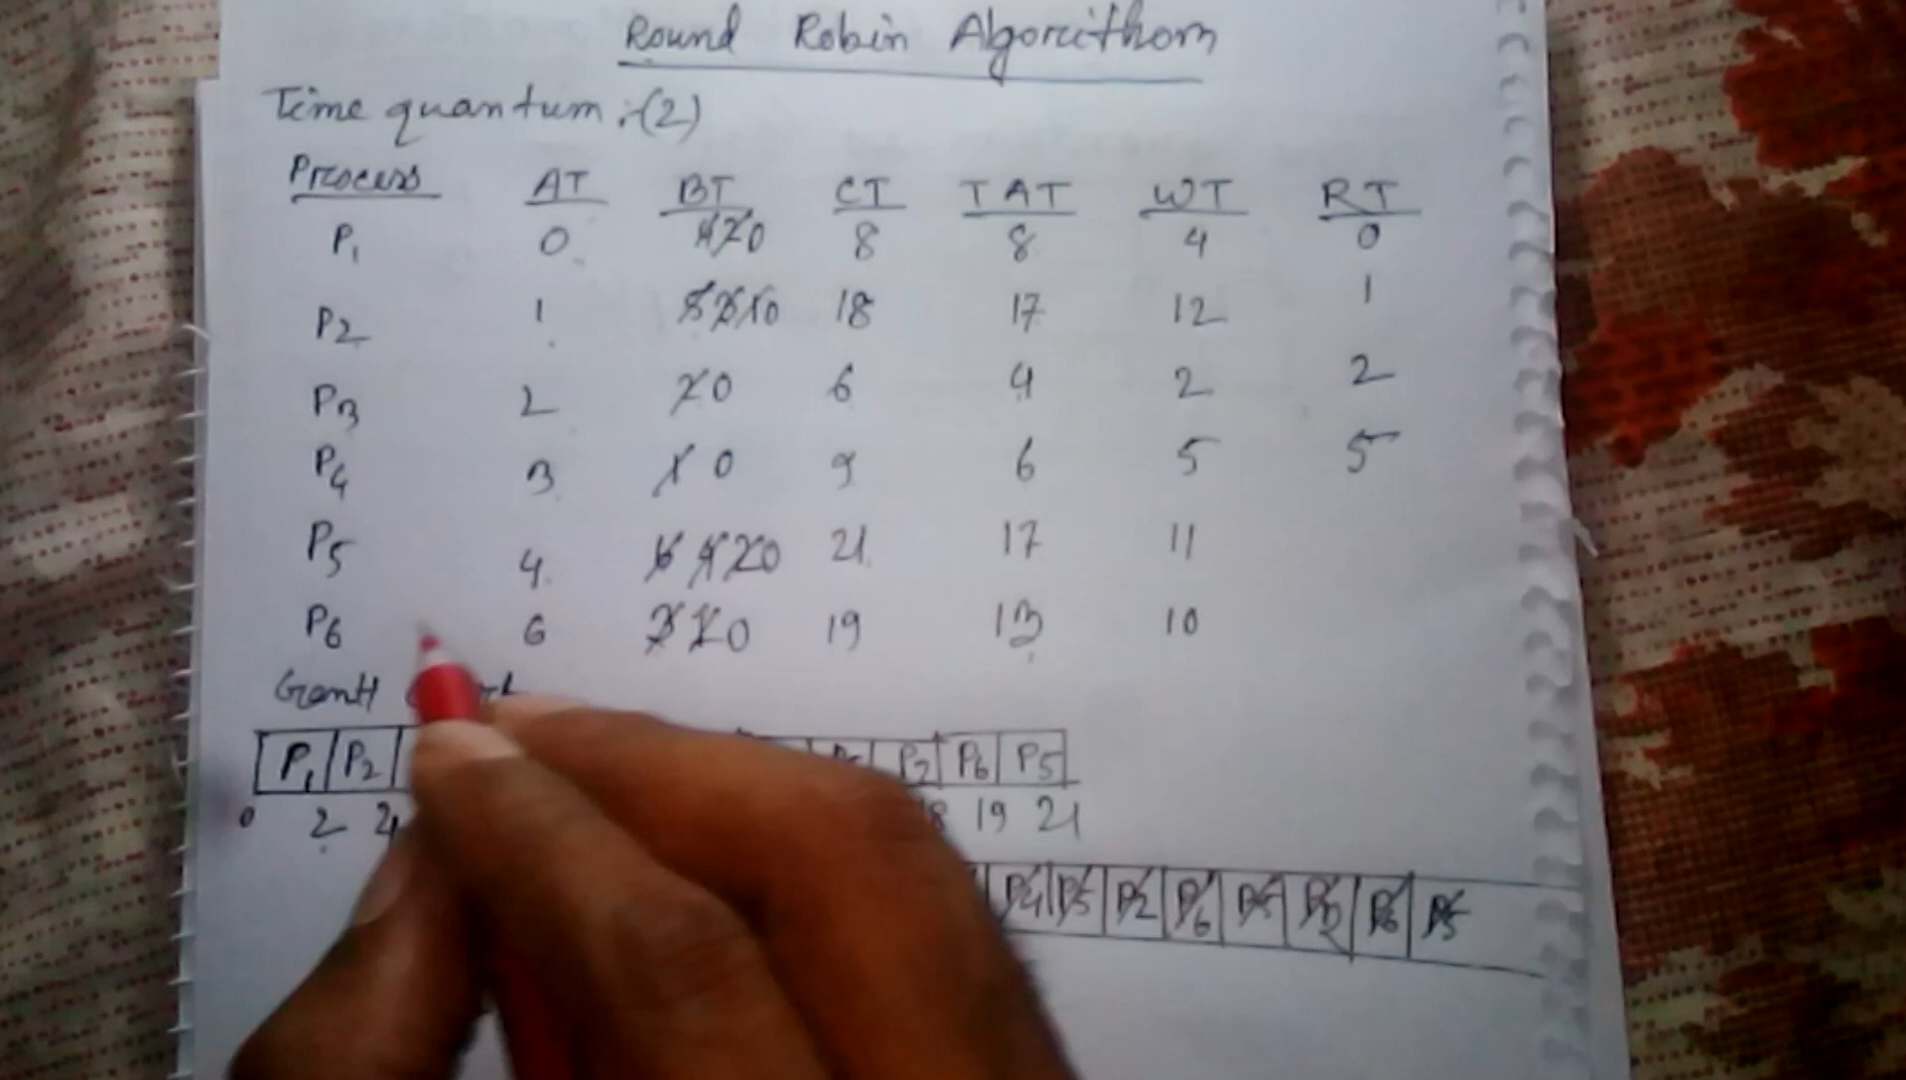 Round Robin Algorcithom
Time quantum :-(2)
Process AT BT CT TAT WT RT
P1 0 4 2 0 8 8 4 0
P2 1 5 3 1 0 18 17 12 1
P3 2 2 0 6 4 2 2
P4 3 1 0 9 6 5 5
P5 4 6 4 2 0 21 17 11
P6 6 3 1 0 19 13 10
Gantt
P1 P2 P2 P6 P5
0 2 4 18 19 21
P4 P5 P2 P6 P5 P2 P6 P5